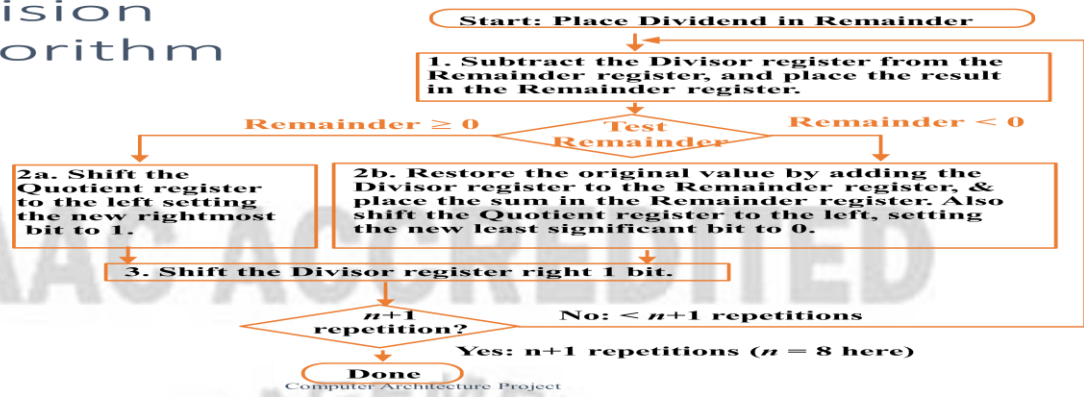 ision
orithm
Start: Place Dividend in Remainder
1. Subtract the Divisor register from the
Remainder register, and place the result
in the Remainder register.
Remainder ≥ 0
Test
Remainder
Remainder < 0
2a. Shift the
Quotient register
to the left setting
the new rightmost
bit to 1.
2b. Restore the original value by adding the
Divisor register to the Remainder register, &
place the sum in the Remainder register. Also
shift the Quotient register to the left, setting
the new least significant bit to 0.
AAC ACCREDITED
3. Shift the Divisor register right 1 bit.
n+1
repetition?
No: < n+1 repetitions
Yes: n+1 repetitions (n = 8 here)
Done
Computer Architecture Project